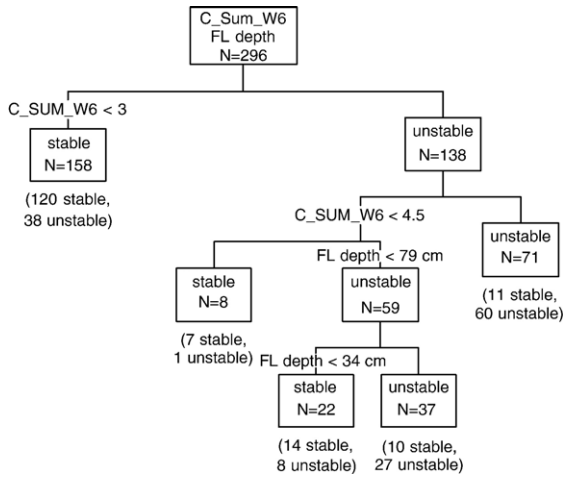 C_Sum_W6
FL depth
N=296
C_SUM_W6 < 3
stable
N=158
(120 stable,
38 unstable)
unstable
N=138
C_SUM_W6 < 4.5
unstable
N=71
(11 stable,
60 unstable)
FL depth < 79 cm
stable
N=8
(7 stable,
1 unstable)
unstable
N=59
FL depth < 34 cm
stable
N=22
(14 stable,
8 unstable)
unstable
N=37
(10 stable,
27 unstable)